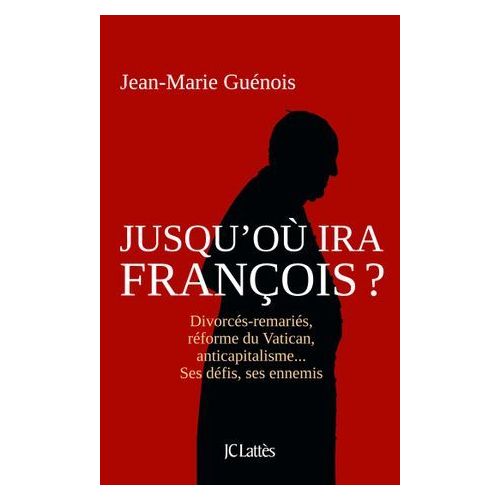 Jean-Marie Guénois
JUSQU'OÙ IRA
FRANÇOIS ?
Divorcés-remariés,
réforme du Vatican,
anticapitalisme...
Ses défis, ses ennemis
JC Lattès